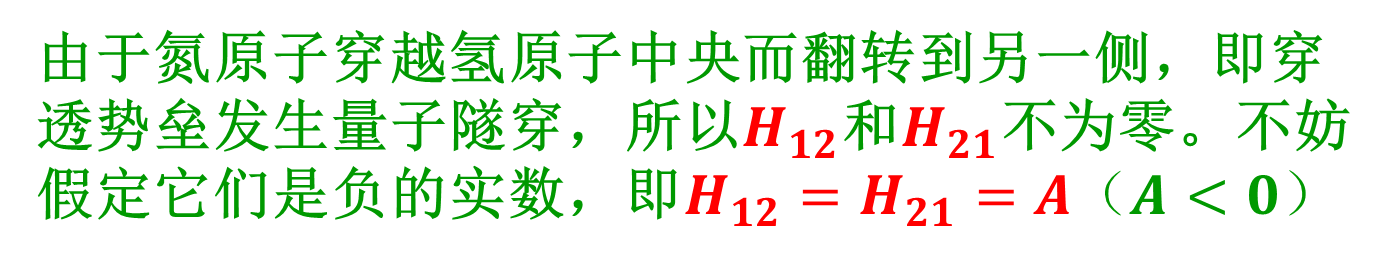 由于氮原子穿越氢原子中央而翻转到另一侧，即穿
透势垒发生量子隧穿，所以H₁₂和H₂₁不为零。不妨
假定它们是负的实数，即H₁₂ = H₂₁ = A（A < 0）